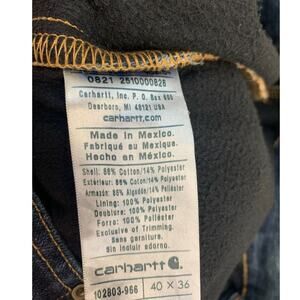 0821 2510000828
Carhartt, Inc. P. O. Box 600
Dearborn, MI 48121 USA
carhartt.com
Made in Mexico.
Fabriqué au Mexique.
Hecho en México.
Shell: 86% Cotton/14% Polyester
Extérieur: 86% Coton/14% Polyester
Armazón: 86% Algodón/14% Poliéster
Lining: 100% Polyester
Doublure: 100% Polyester
Forro: 100% Poliéster
Exclusive of Trimming.
Sans garniture.
Sin incluir adorno.
carhartt
102803-966 40 X 36